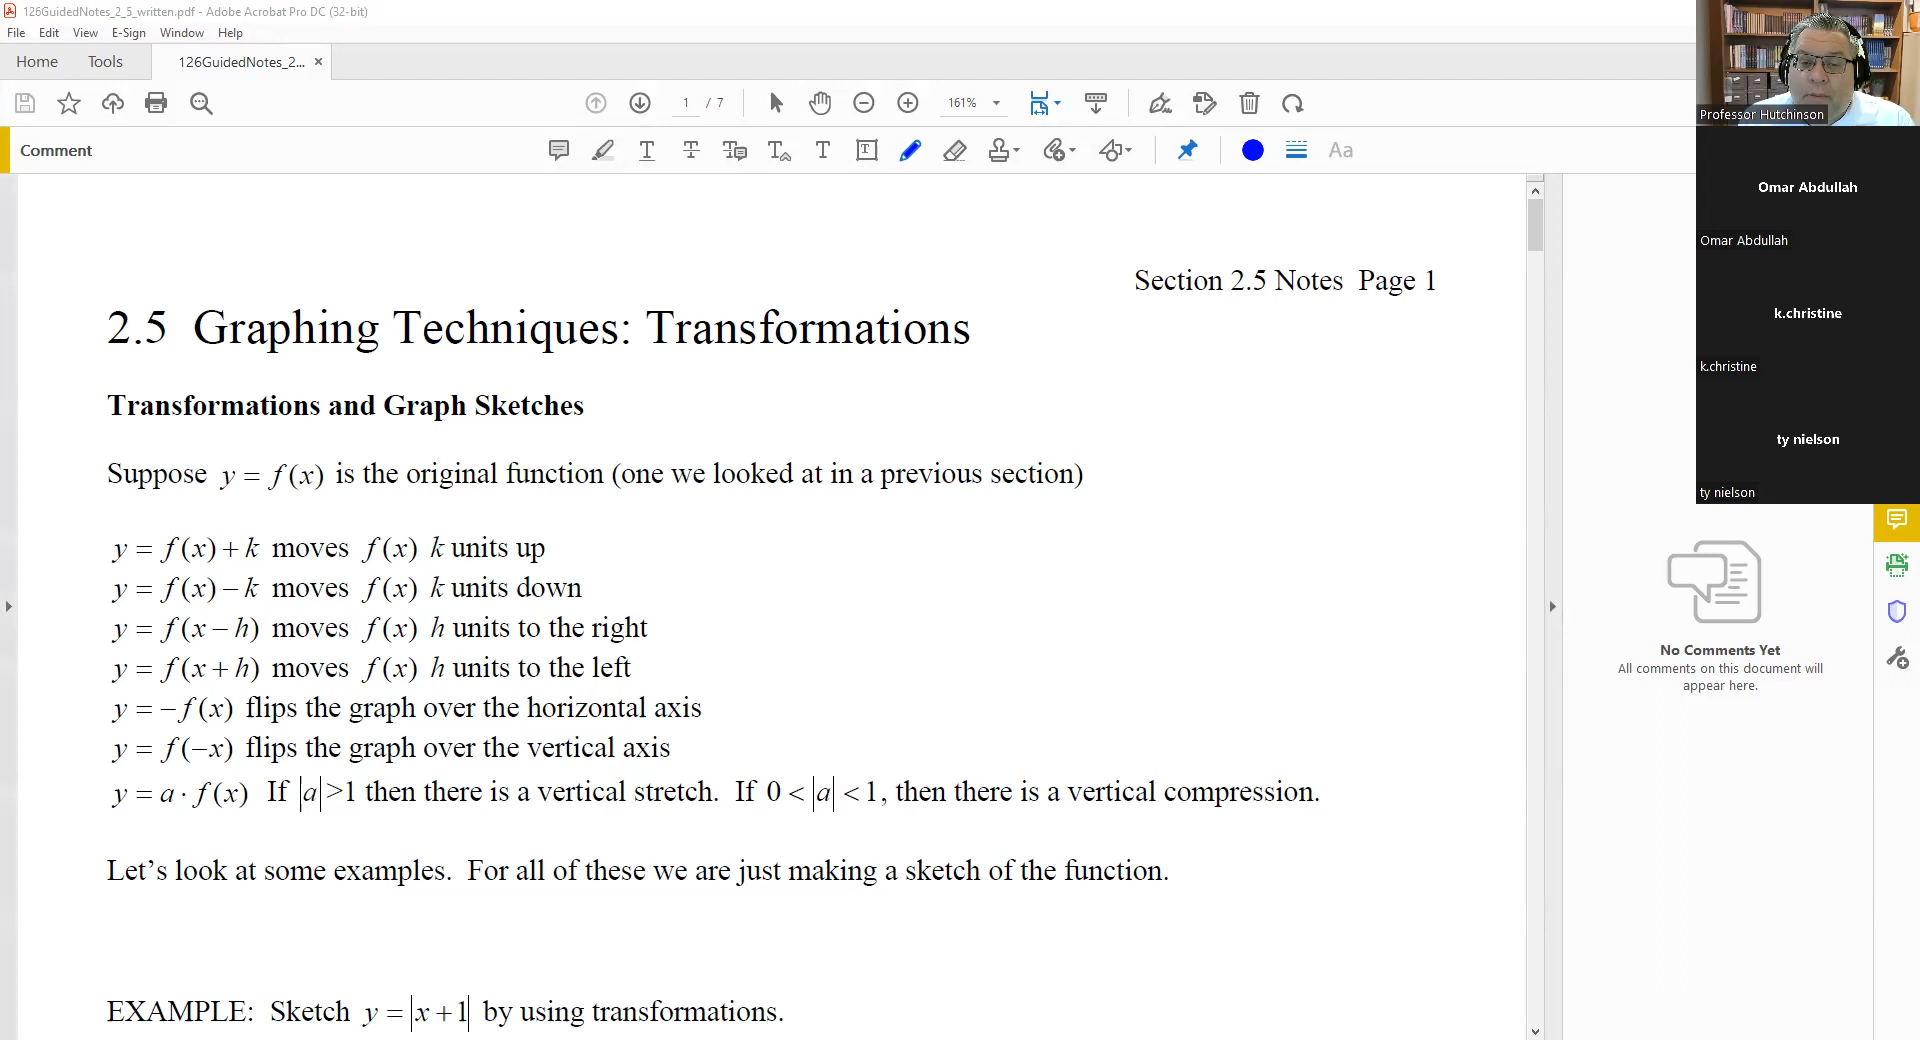 126GuidedNotes_2_5_written.pdf - Adobe Acrobat Pro DC (32-bit)
File Edit View E-Sign Window Help
Home Tools 126GuidedNotes_2... ×
1 / 7 161%
Comment
Aa
Section 2.5 Notes Page 1
2.5 Graphing Techniques: Transformations
Transformations and Graph Sketches
Suppose y = f(x) is the original function (one we looked at in a previous section)
y = f(x) + k moves f(x) k units up
y = f(x) − k moves f(x) k units down
y = f(x − h) moves f(x) h units to the right
y = f(x + h) moves f(x) h units to the left
y = −f(x) flips the graph over the horizontal axis
y = f(−x) flips the graph over the vertical axis
y = a · f(x) If |a| >1 then there is a vertical stretch. If 0 < |a| < 1, then there is a vertical compression.
Let’s look at some examples. For all of these we are just making a sketch of the function.
EXAMPLE: Sketch y = |x + 1| by using transformations.
Professor Hutchinson
Omar Abdullah
Omar Abdullah
k.christine
k.christine
ty nielson
ty nielson
No Comments Yet
All comments on this document will
appear here.